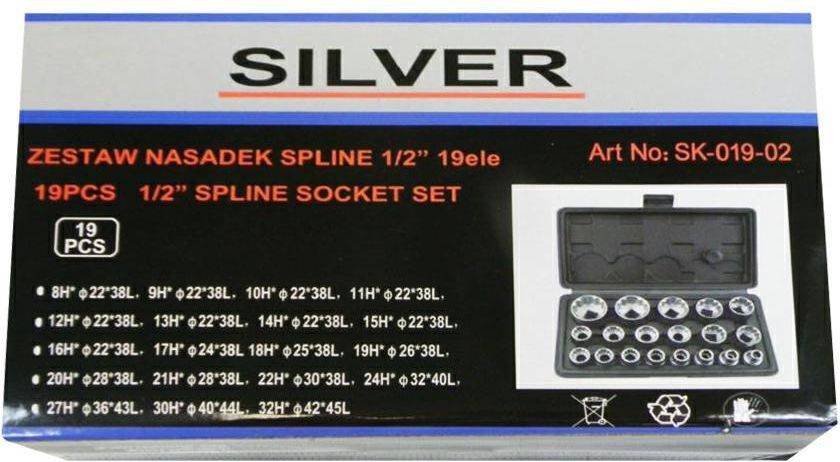 SILVER
ZESTAW NASADEK SPLINE 1/2” 19ele
Art No: SK-019-02
19PCS 1/2” SPLINE SOCKET SET
19
PCS
• 8H*φ22*38L, 9H*φ22*38L, 10H*φ22*38L, 11H*φ22*38L,
• 12H*φ22*38L, 13H*φ22*38L, 14H*φ22*38L, 15H*φ22*38L,
• 16H*φ22*38L, 17H*φ24*38L 18H*φ25*38L, 19H*φ26*38L,
• 20H*φ28*38L, 21H*φ28*38L, 22H*φ30*38L, 24H*φ32*40L,
• 27H*φ36*43L, 30H*φ40*44L, 32H*φ42*45L